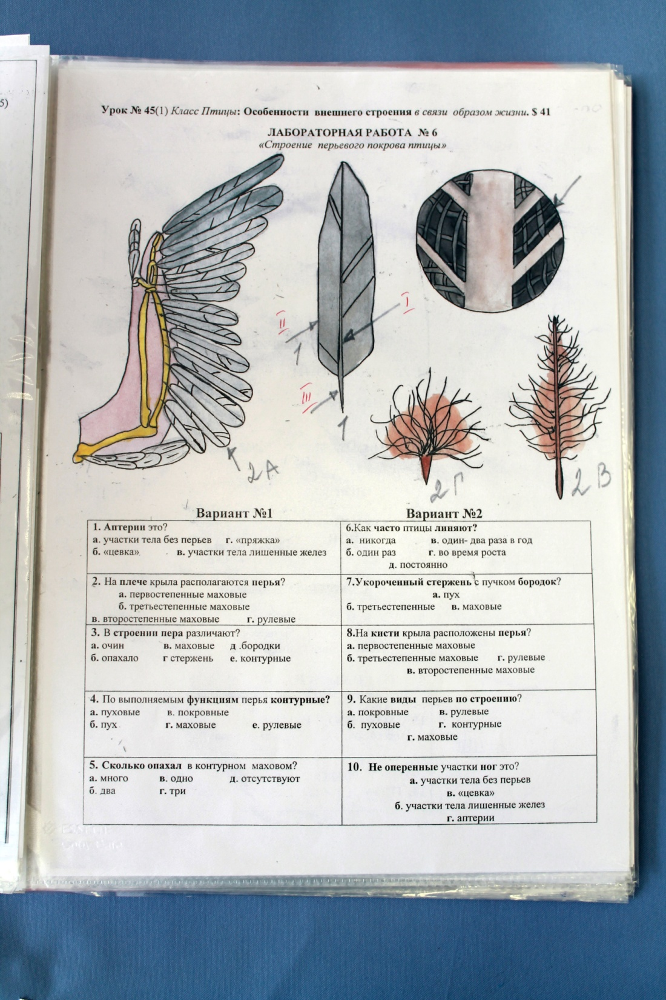 5)
Урок № 45(1) Класс Птицы: Особенности внешнего строения в связи образом жизни. S 41
ЛАБОРАТОРНАЯ РАБОТА № 6
«Строение перьевого покрова птицы»
I
II
1
III
1
2А
2Г
2В
Вариант №1
Вариант №2
1. Аптерии это?
а. участки тела без перьев г. «пряжка»
б. «цевка» в. участки тела лишенные желез
6.Как часто птицы линяют?
а. никогда в. один- два раза в год
б. один раз г. во время роста
д. постоянно
2. На плече крыла располагаются перья?
а. первостепенные маховые
б. третьестепенные маховые
в. второстепенные маховые г. рулевые
7.Укороченный стержень с пучком бородок?
а. пух
б. третьестепенные в. маховые
3. В строении пера различают?
а. очин в. маховые д .бородки
б. опахало г стержень е. контурные
8.На кисти крыла расположены перья?
а. первостепенные маховые
б. третьестепенные маховые г. рулевые
в. второстепенные маховые
4. По выполняемым функциям перья контурные?
а. пуховые в. покровные
б. пух г. маховые е. рулевые
9. Какие виды перьев по строению?
а. покровные в. рулевые
б. пуховые г. контурные
г. маховые
5. Сколько опахал в контурном маховом?
а. много в. одно д. отсутствуют
б. два г. три
10. Не оперенные участки ног это?
а. участки тела без перьев
в. «цевка»
б. участки тела лишенные желез
г. аптерии